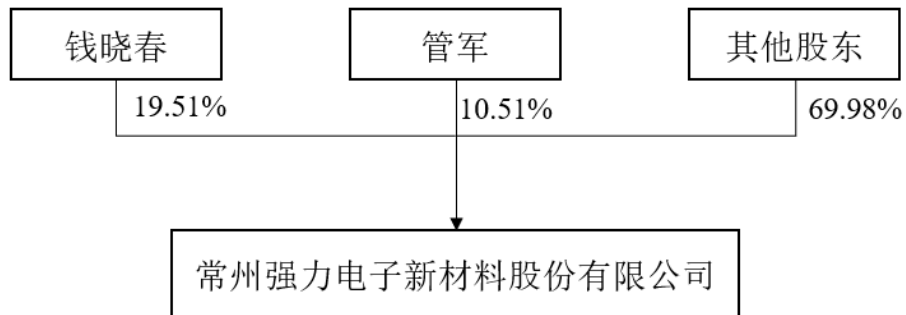 钱晓春
管军
其他股东
19.51%
10.51%
69.98%
常州强力电子新材料股份有限公司